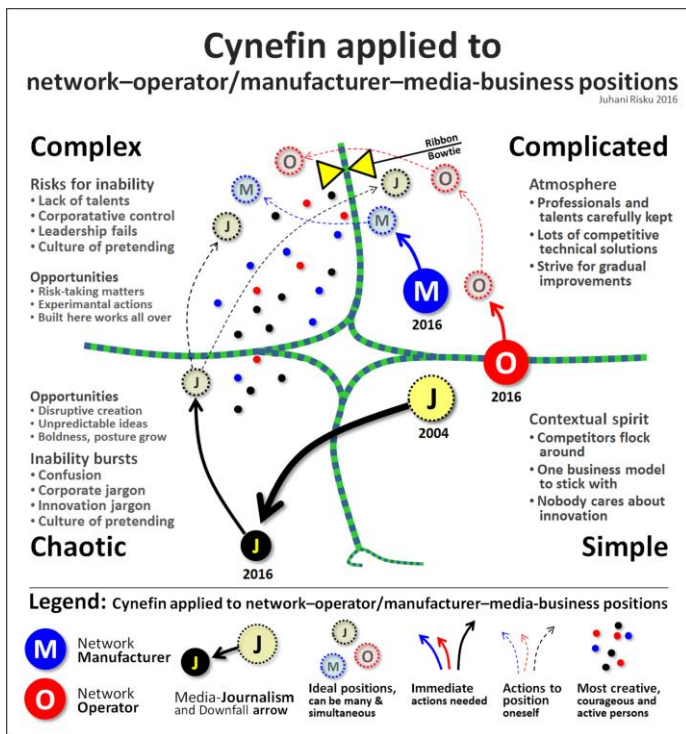 Cynefin applied to
network–operator/manufacturer–media-business positions
Juhani Risku 2016
Complex
Risks for inability
• Lack of talents
• Corporatative control
• Leadership fails
• Culture of pretending
Opportunities
• Risk-taking matters
• Experimantal actions
• Built here works all over
Ribbon
Bowtie
O
M
J
J
O
M
M
2016
O
O
2016
Complicated
Atmosphere
• Professionals and
talents carefully kept
• Lots of competitive
technical solutions
• Strive for gradual
improvements
J
J
2004
J
2016
Opportunities
• Disruptive creation
• Unpredictable ideas
• Boldness, posture grow
Inability bursts
• Confusion
• Corporate jargon
• Innovation jargon
• Culture of pretending
Chaotic
Contextual spirit
• Competitors flock
around
• One business model
to stick with
• Nobody cares about
innovation
Simple
Legend: Cynefin applied to network–operator/manufacturer–media-business positions
M
Network
Manufacturer
O
Network
Operator
J
J
Media-Journalism
and Downfall arrow
J
M
O
Ideal positions,
can be many &
simultaneous
Immediate
actions needed
Actions to
position
oneself
Most creative,
courageous and
active persons